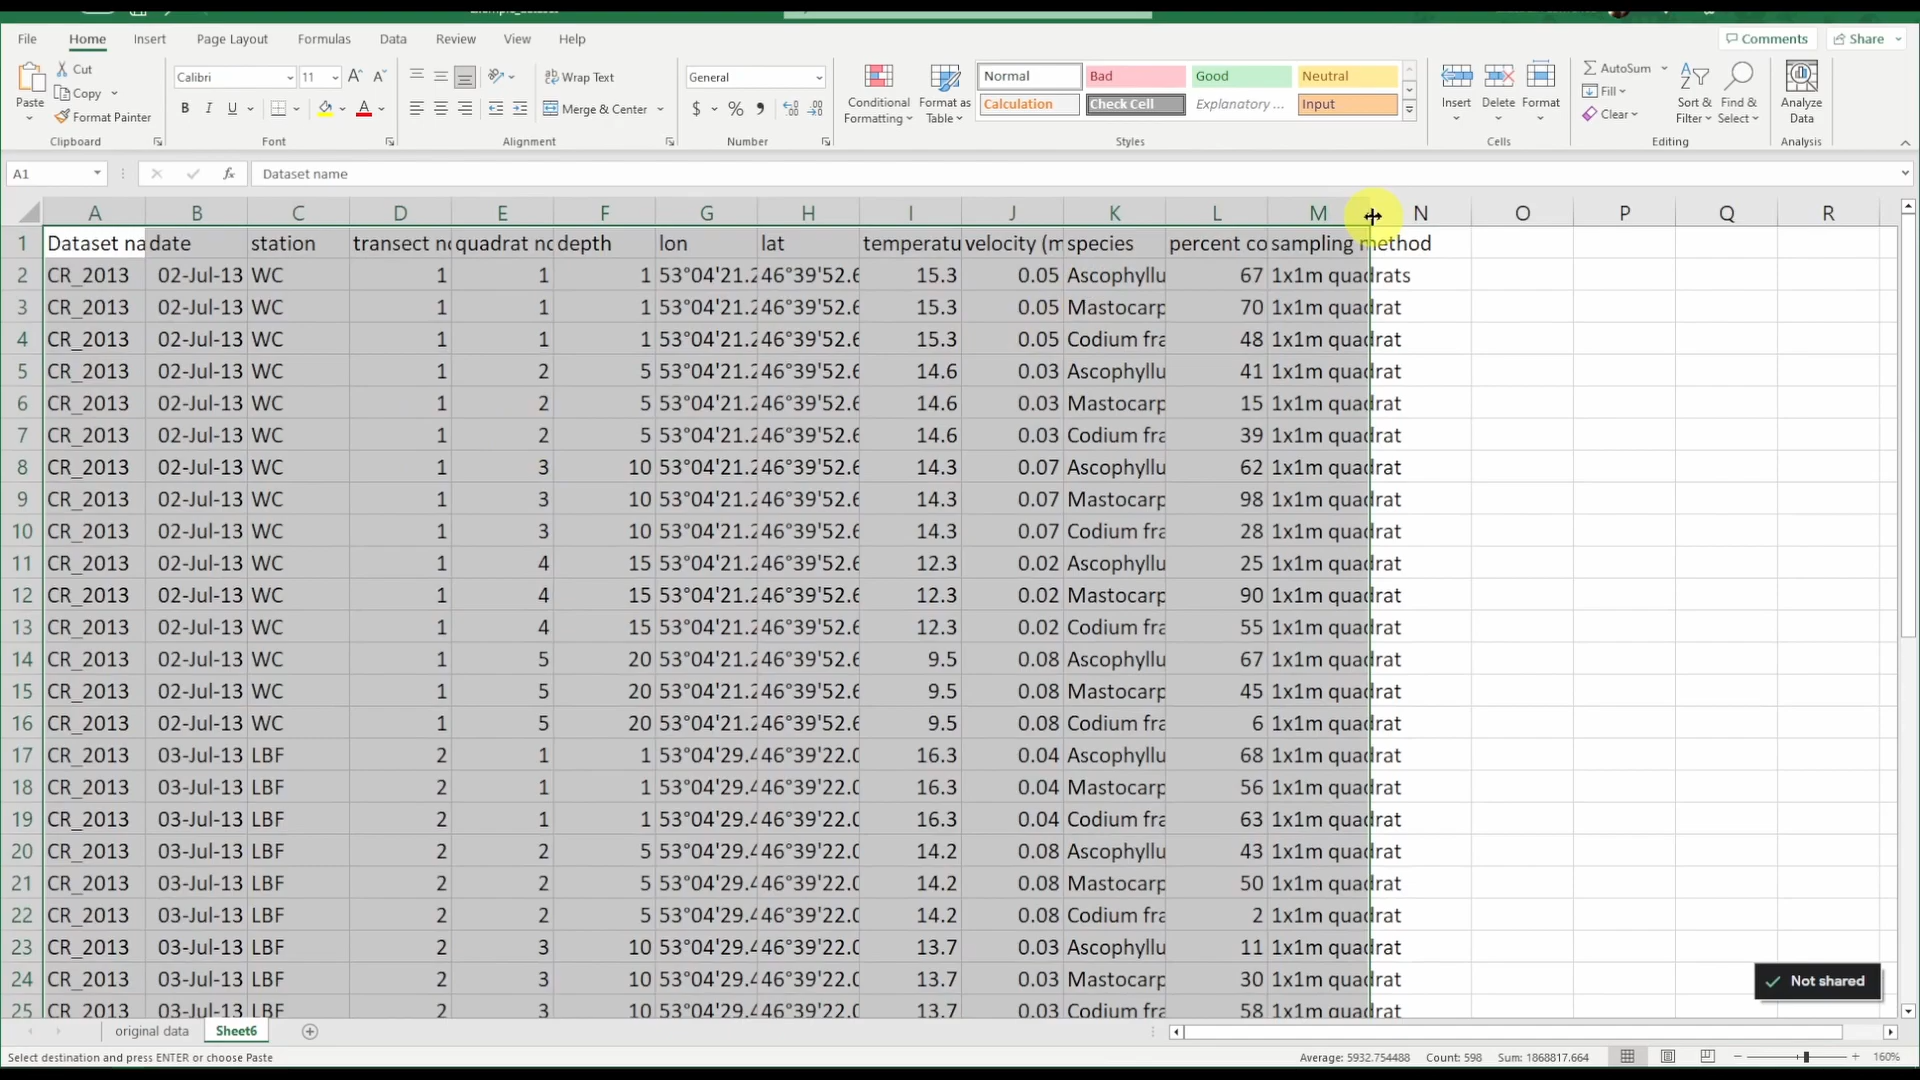 File Home Insert Page Layout Formulas Data Review View Help Comments Share
Paste Cut Copy Format Painter Clipboard
Calibri 11 A A B I U A Font
ab Wrap Text Merge & Center Alignment
General $ % Number
Conditional Formatting Format as Table
Normal Bad Good Neutral
Calculation Check Cell Explanatory ... Input
Styles
Insert Delete Format Cells
AutoSum Fill Clear Sort & Filter Find & Select Editing
Analyze Data Analysis
A1 fx Dataset name
A B C D E F G H I J K L M N O P Q R
1 Dataset na date station transect no quadrat no depth lon lat temperatu velocity (m species percent co sampling method
2 CR_2013 02-Jul-13 WC 1 1 1 53°04'21.2 46°39'52.6 15.3 0.05 Ascophyllu 67 1x1m quadrats
3 CR_2013 02-Jul-13 WC 1 1 1 53°04'21.2 46°39'52.6 15.3 0.05 Mastocarp 70 1x1m quadrat
4 CR_2013 02-Jul-13 WC 1 1 1 53°04'21.2 46°39'52.6 15.3 0.05 Codium fra 48 1x1m quadrat
5 CR_2013 02-Jul-13 WC 1 2 5 53°04'21.2 46°39'52.6 14.6 0.03 Ascophyllu 41 1x1m quadrat
6 CR_2013 02-Jul-13 WC 1 2 5 53°04'21.2 46°39'52.6 14.6 0.03 Mastocarp 15 1x1m quadrat
7 CR_2013 02-Jul-13 WC 1 2 5 53°04'21.2 46°39'52.6 14.6 0.03 Codium fra 39 1x1m quadrat
8 CR_2013 02-Jul-13 WC 1 3 10 53°04'21.2 46°39'52.6 14.3 0.07 Ascophyllu 62 1x1m quadrat
9 CR_2013 02-Jul-13 WC 1 3 10 53°04'21.2 46°39'52.6 14.3 0.07 Mastocarp 98 1x1m quadrat
10 CR_2013 02-Jul-13 WC 1 3 10 53°04'21.2 46°39'52.6 14.3 0.07 Codium fra 28 1x1m quadrat
11 CR_2013 02-Jul-13 WC 1 4 15 53°04'21.2 46°39'52.6 12.3 0.02 Ascophyllu 25 1x1m quadrat
12 CR_2013 02-Jul-13 WC 1 4 15 53°04'21.2 46°39'52.6 12.3 0.02 Mastocarp 90 1x1m quadrat
13 CR_2013 02-Jul-13 WC 1 4 15 53°04'21.2 46°39'52.6 12.3 0.02 Codium fra 55 1x1m quadrat
14 CR_2013 02-Jul-13 WC 1 5 20 53°04'21.2 46°39'52.6 9.5 0.08 Ascophyllu 67 1x1m quadrat
15 CR_2013 02-Jul-13 WC 1 5 20 53°04'21.2 46°39'52.6 9.5 0.08 Mastocarp 45 1x1m quadrat
16 CR_2013 02-Jul-13 WC 1 5 20 53°04'21.2 46°39'52.6 9.5 0.08 Codium fra 6 1x1m quadrat
17 CR_2013 03-Jul-13 LBF 2 1 1 53°04'29.4 46°39'22.0 16.3 0.04 Ascophyllu 68 1x1m quadrat
18 CR_2013 03-Jul-13 LBF 2 1 1 53°04'29.4 46°39'22.0 16.3 0.04 Mastocarp 56 1x1m quadrat
19 CR_2013 03-Jul-13 LBF 2 1 1 53°04'29.4 46°39'22.0 16.3 0.04 Codium fra 63 1x1m quadrat
20 CR_2013 03-Jul-13 LBF 2 2 5 53°04'29.4 46°39'22.0 14.2 0.08 Ascophyllu 43 1x1m quadrat
21 CR_2013 03-Jul-13 LBF 2 2 5 53°04'29.4 46°39'22.0 14.2 0.08 Mastocarp 50 1x1m quadrat
22 CR_2013 03-Jul-13 LBF 2 2 5 53°04'29.4 46°39'22.0 14.2 0.08 Codium fra 2 1x1m quadrat
23 CR_2013 03-Jul-13 LBF 2 3 10 53°04'29.4 46°39'22.0 13.7 0.03 Ascophyllu 11 1x1m quadrat
24 CR_2013 03-Jul-13 LBF 2 3 10 53°04'29.4 46°39'22.0 13.7 0.03 Mastocarp 30 1x1m quadrat
25 CR_2013 03-Jul-13 LBF 2 3 10 53°04'29.4 46°39'22.0 13.7 0.03 Codium fra 58 1x1m quadrat
Not shared
original data Sheet6
Select destination and press ENTER or choose Paste Average: 5932.754488 Count: 598 Sum: 1868817.664 160%